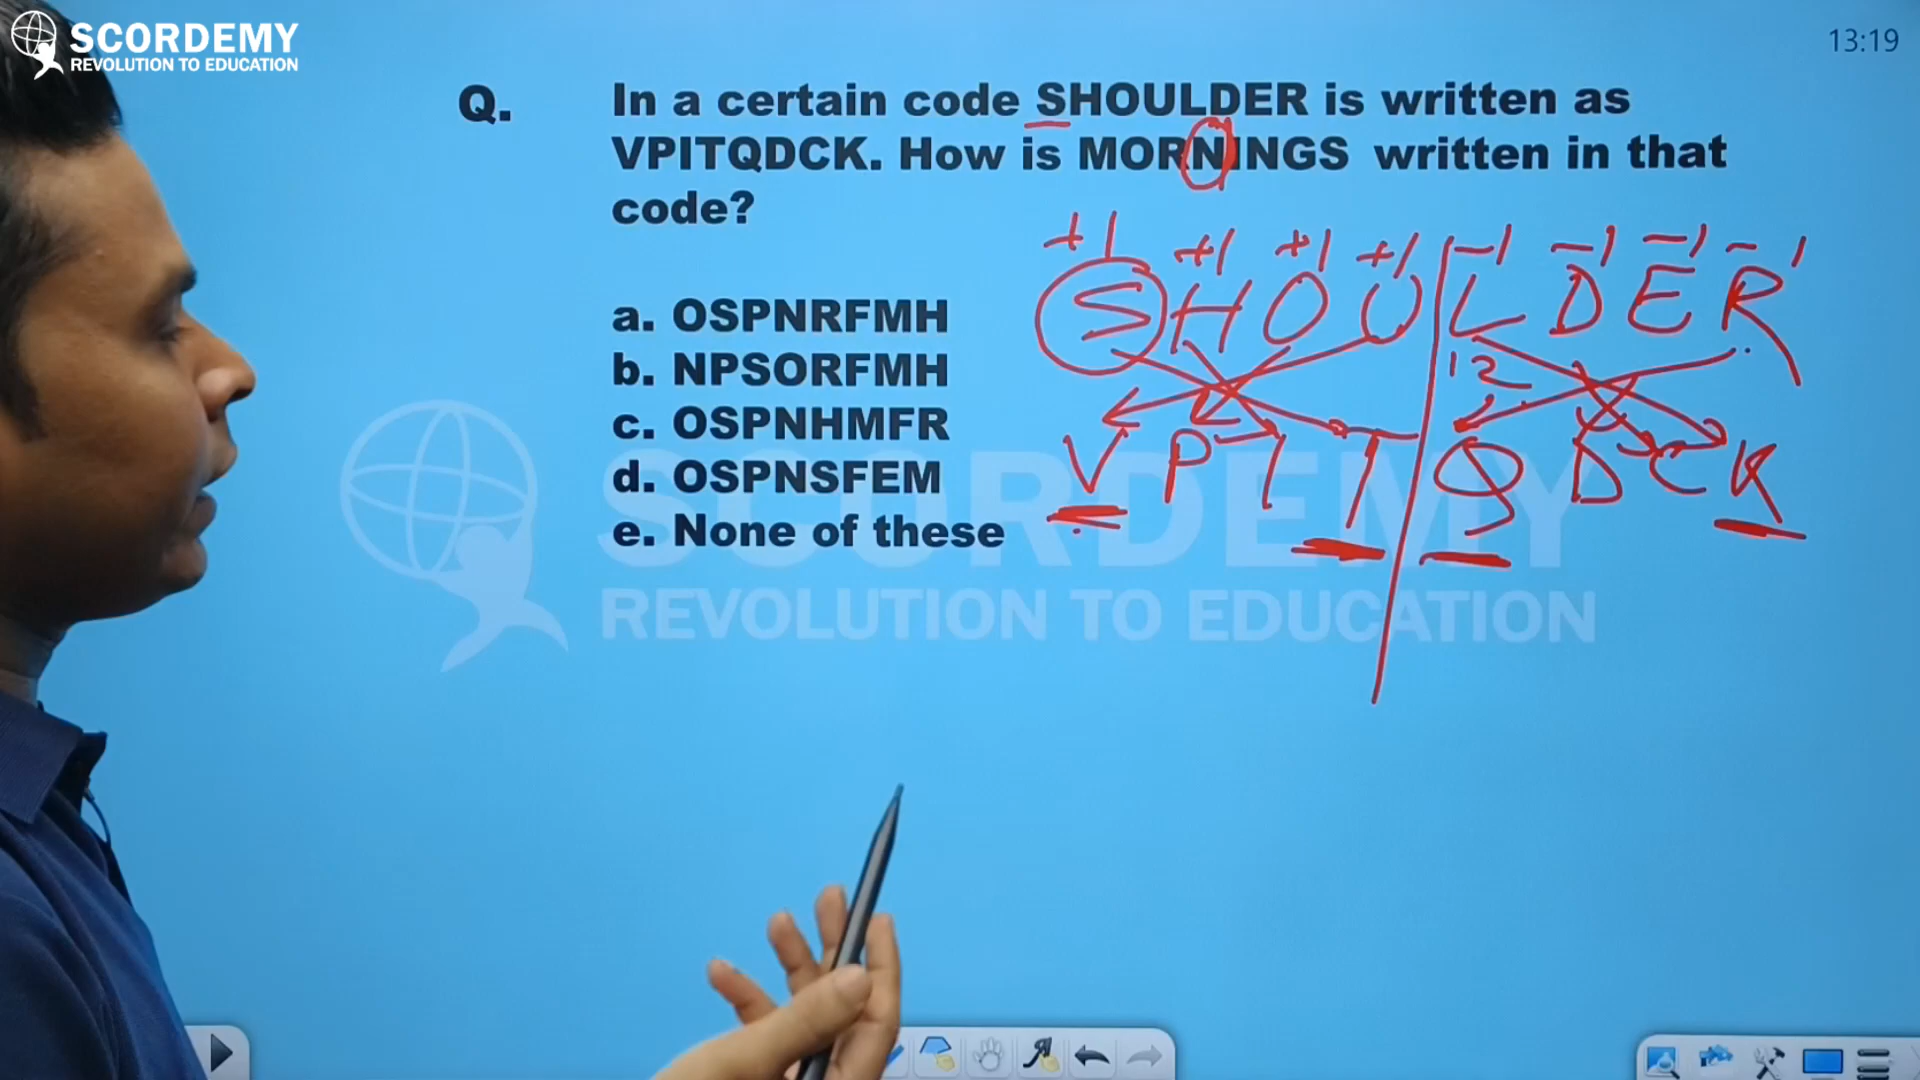 SCORDEMY
REVOLUTION TO EDUCATION
13:19
Q. In a certain code SHOULDER is written as
VPITQDCK. How is MORNINGS written in that
code?
+1 +1 +1 +1 -1 -1 -1 -1
S H O U L D E R
a. OSPNRFMH
b. NPSORFMH
12
c. OSPNHMFR
V P I T Q D C K
d. OSPNSFEM
e. None of these
SCORDEMY
REVOLUTION TO EDUCATION